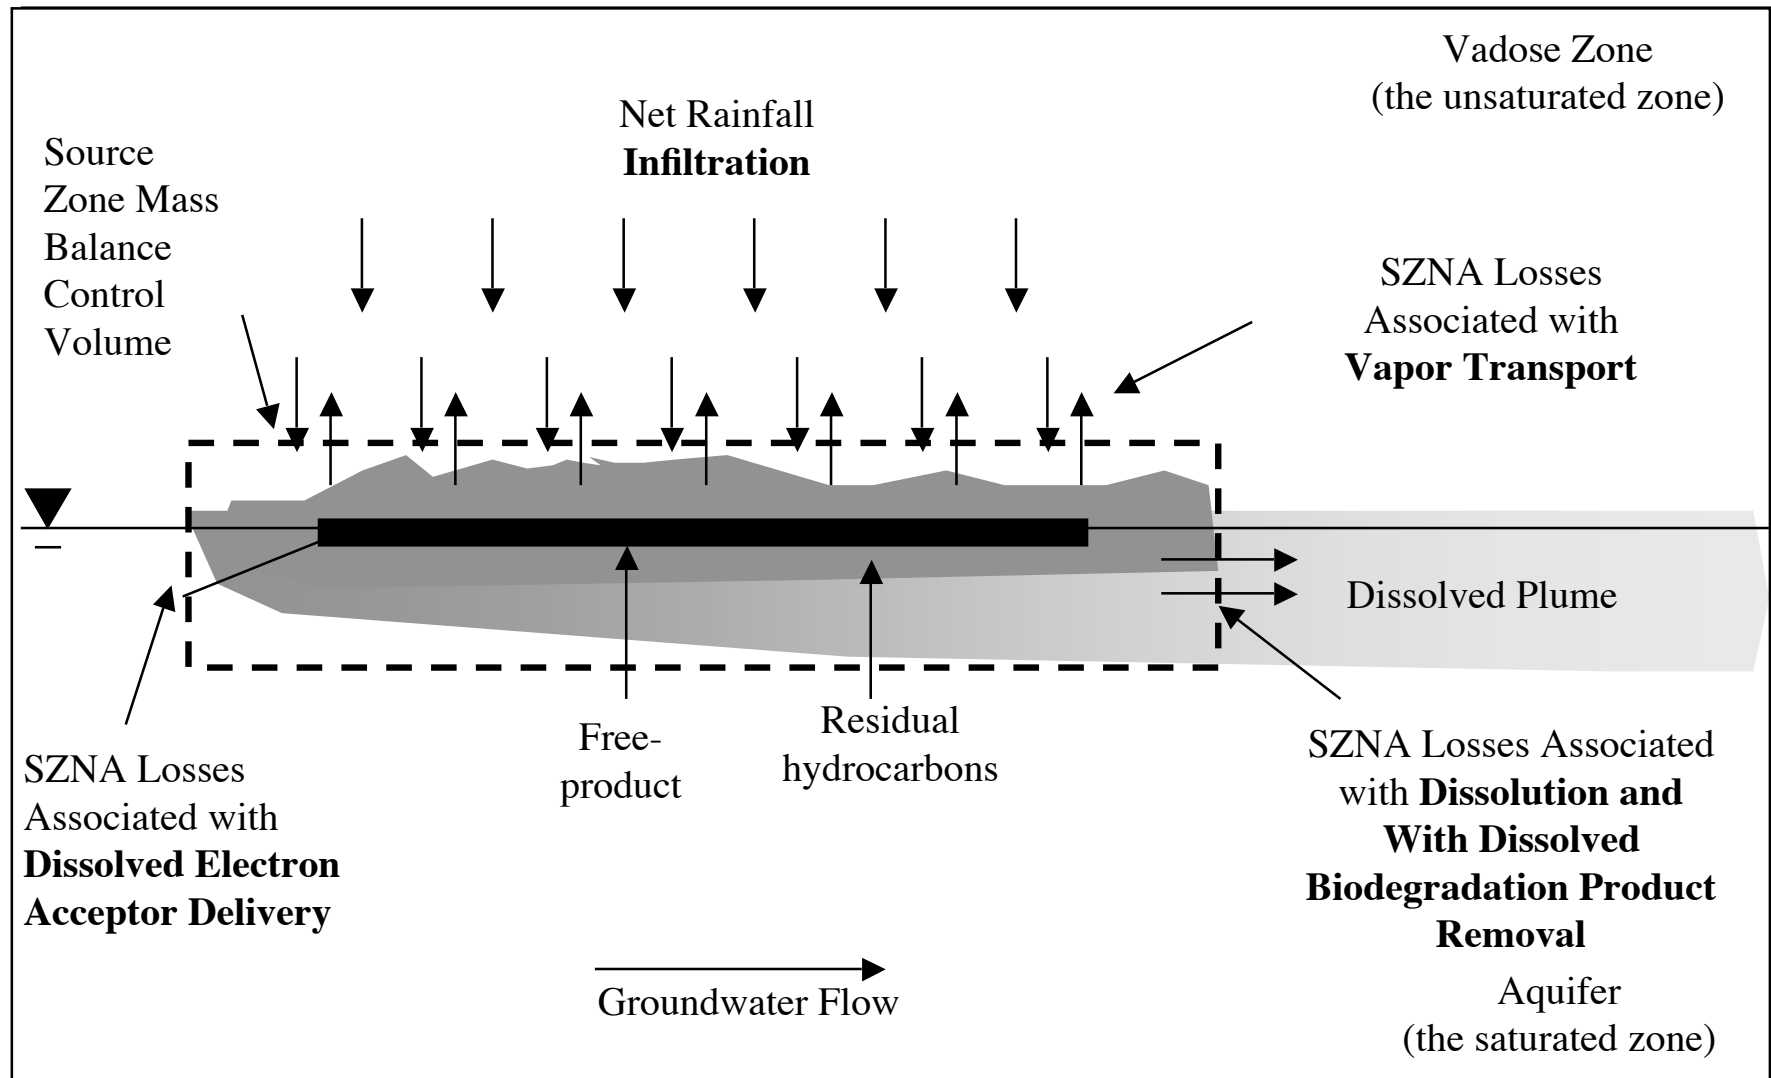 Vadose Zone
(the unsaturated zone)
Net Rainfall
Infiltration
Source
Zone Mass
Balance
Control
Volume
SZNA Losses
Associated with
Vapor Transport
Dissolved Plume
Free-
product
Residual
hydrocarbons
SZNA Losses
Associated with
Dissolved Electron
Acceptor Delivery
SZNA Losses Associated
with Dissolution and
With Dissolved
Biodegradation Product
Removal
Groundwater Flow
Aquifer
(the saturated zone)